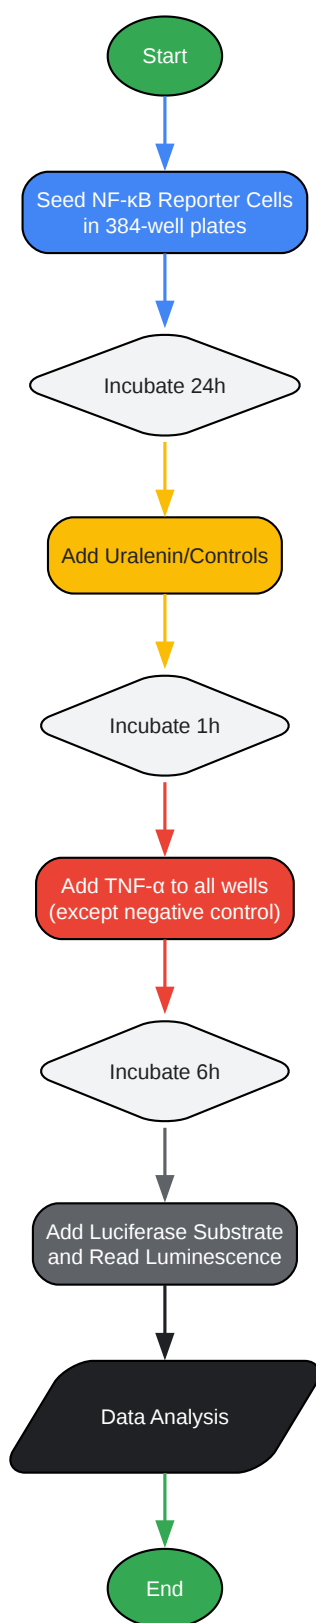 Start
Seed NF-κB Reporter Cells
in 384-well plates
Incubate 24h
Add Uralenin/Controls
Incubate 1h
Add TNF-α to all wells
(except negative control)
Incubate 6h
Add Luciferase Substrate
and Read Luminescence
Data Analysis
End